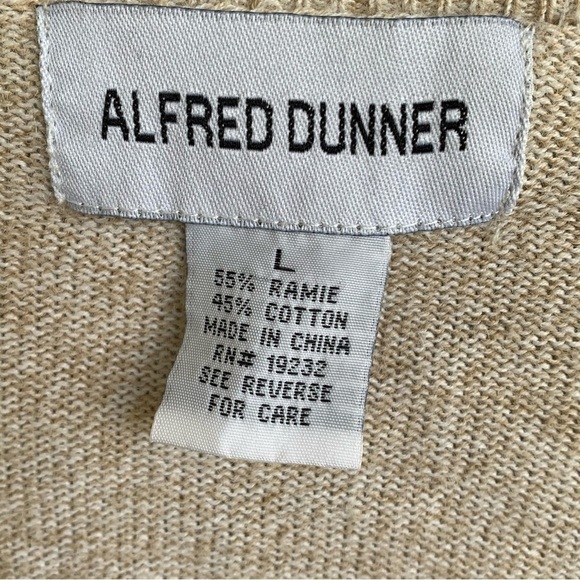 ALFRED DUNNER
L
55% RAMIE
45% COTTON
MADE IN CHINA
RN# 19232
SEE REVERSE
FOR CARE